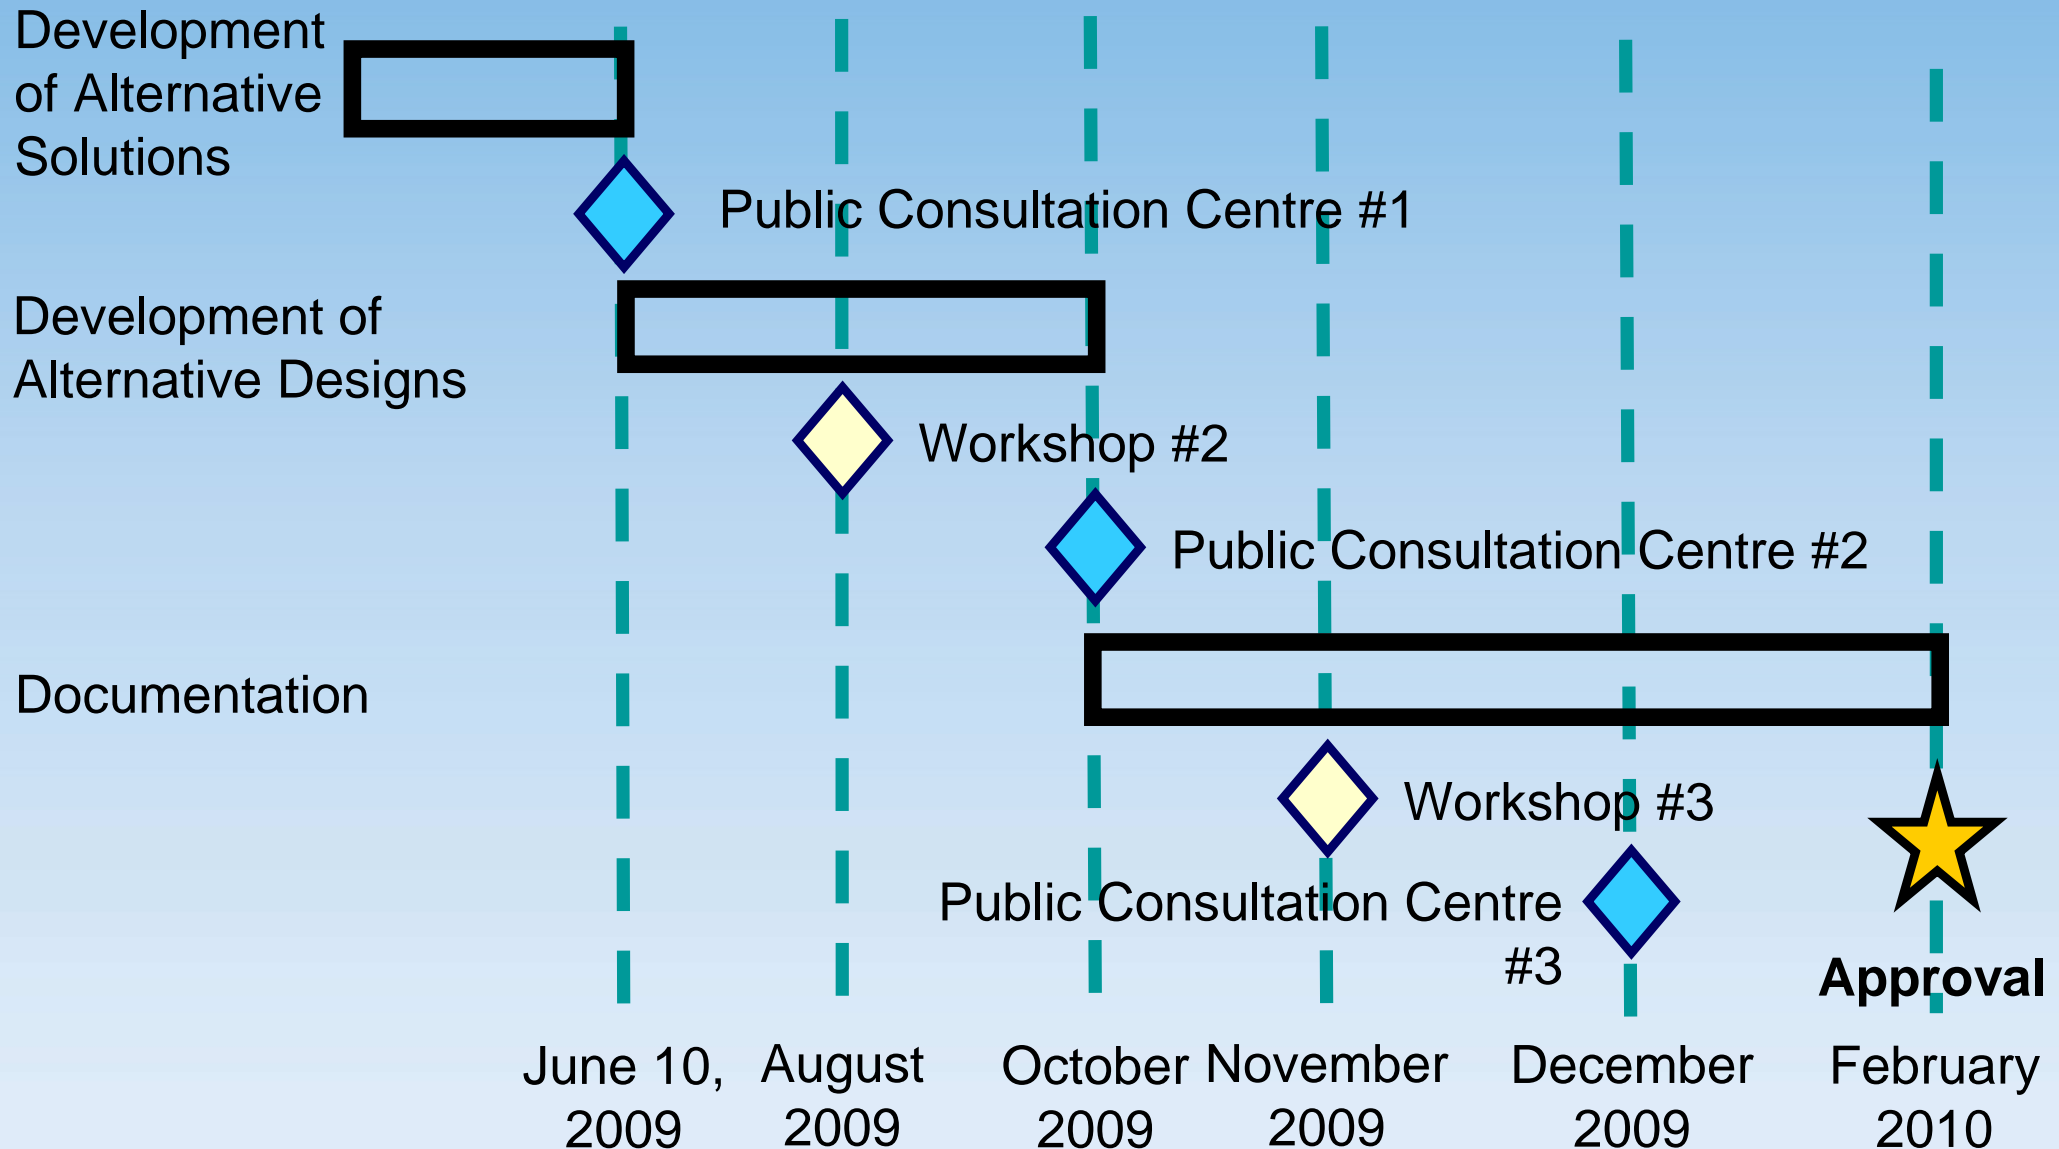 Development
of Alternative
Solutions
Public Consultation Centre #1
Development of
Alternative Designs
Workshop #2
Public Consultation Centre #2
Documentation
Workshop #3
Public Consultation Centre
#3
Approval
June 10,
2009
August
2009
October
2009
November
2009
December
2009
February
2010